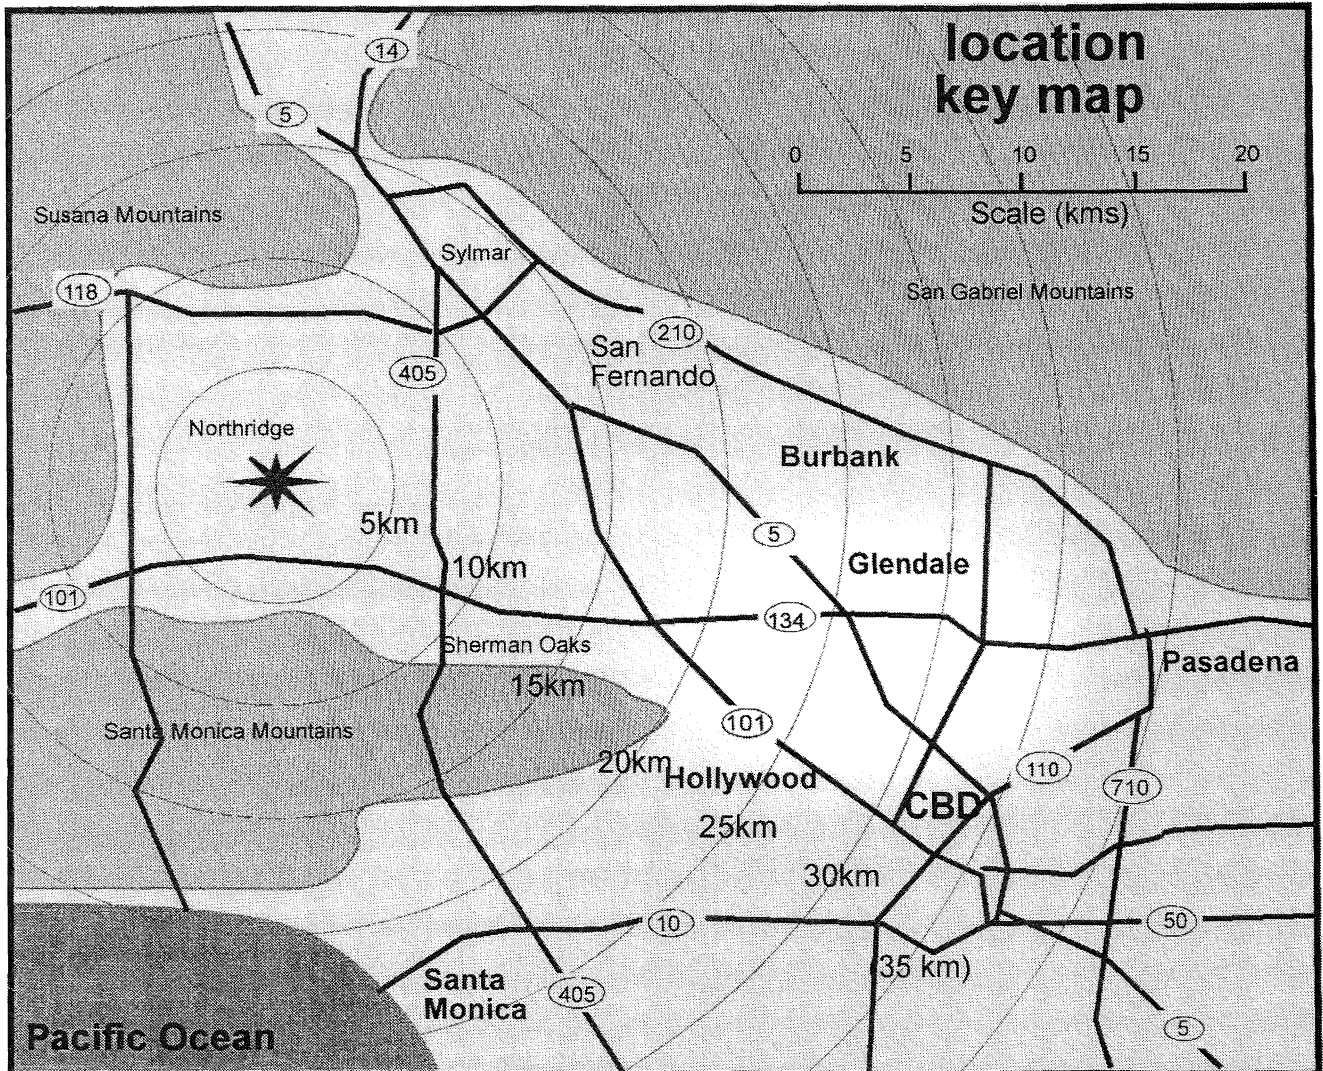 location
key map
14
5
0 5 10 15 20
Scale (kms)
Susana Mountains
Sylmar
118
San Gabriel Mountains
210
San
Fernando
405
Northridge
Burbank
5km
5
10km
Glendale
101
134
Sherman Oaks
Pasadena
15km
101
Santa Monica Mountains
20km
Hollywood
110
710
CBD
25km
30km
10
50
(35 km)
Santa
Monica
405
Pacific Ocean
5